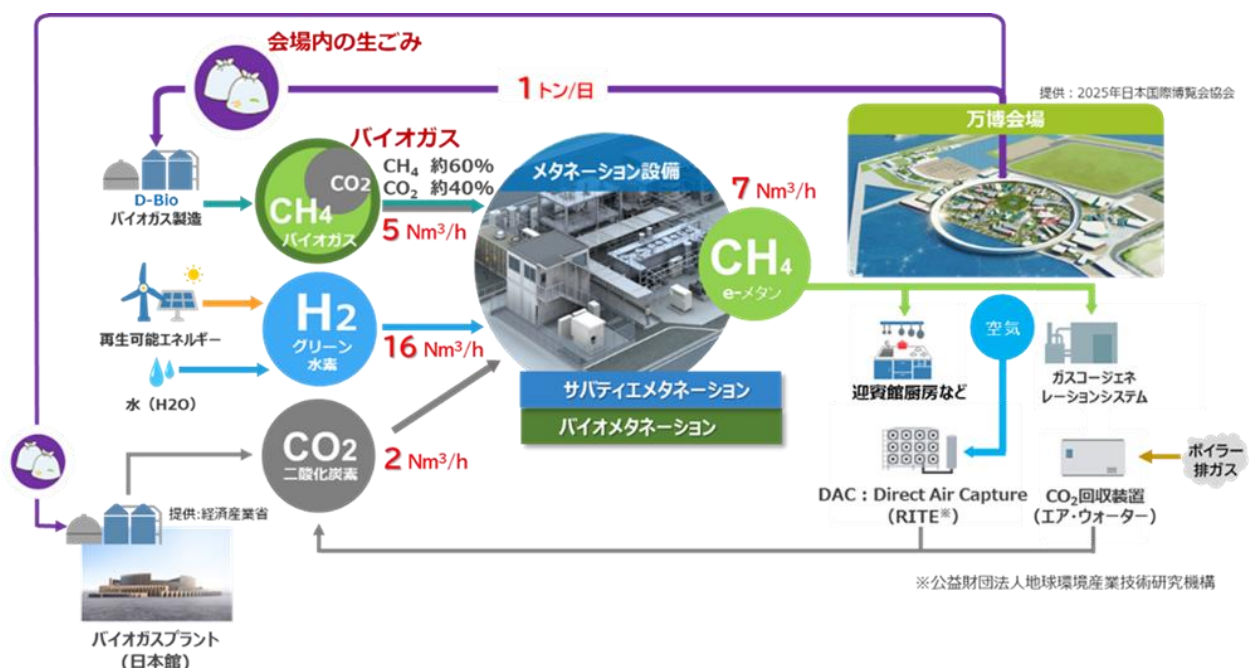 会場内の生ごみ
1トン/日
提供：2025年日本国際博覧会協会
万博会場
バイオガス
CH₄ 約60%
CO₂ 約40%
メタネーション設備
7 Nm³/h
D-Bio
バイオガス製造
CO2
CH4
バイオガス
5 Nm³/h
CH4
e-メタン
再生可能エネルギー
H2
グリーン
水素
16 Nm³/h
空気
水（H2O）
サバティエメタネーション
バイオメタネーション
迎賓館厨房など
ガスコージェネ
レーションシステム
CO2
二酸化炭素
2 Nm³/h
ボイラー
排ガス
DAC：Direct Air Capture
（RITE※）
CO₂回収装置
（エア・ウォーター）
提供:経済産業省
※公益財団法人地球環境産業技術研究機構
バイオガスプラント
（日本館）